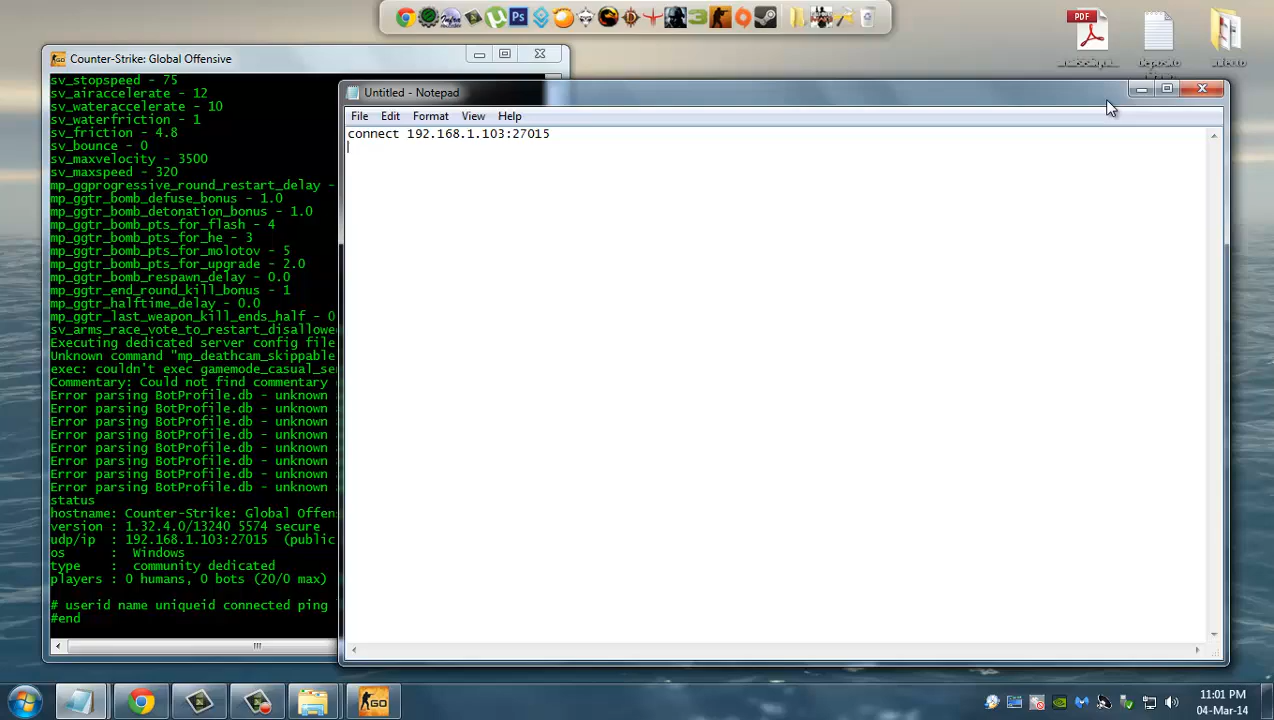 PDF
Counter-Strike: Global Offensive
sv_stopspeed - 75
sv_airaccelerate - 12
sv_wateraccelerate - 10
sv_waterfriction - 1
sv_friction - 4.8
sv_bounce - 0
sv_maxvelocity - 3500
sv_maxspeed - 320
mp_ggprogressive_round_restart_delay -
mp_ggtr_bomb_defuse_bonus - 1.0
mp_ggtr_bomb_detonation_bonus - 1.0
mp_ggtr_bomb_pts_for_flash - 4
mp_ggtr_bomb_pts_for_he - 3
mp_ggtr_bomb_pts_for_molotov - 5
mp_ggtr_bomb_pts_for_upgrade - 2.0
mp_ggtr_bomb_respawn_delay - 0.0
mp_ggtr_end_round_kill_bonus - 1
mp_ggtr_halftime_delay - 0.0
mp_ggtr_last_weapon_kill_ends_half - 0
sv_arms_race_vote_to_restart_disallowe
Executing dedicated server config file
Unknown command "mp_deathcam_skippable
exec: couldn't exec gamemode_casual_se
Commentary: Could not find commentary
Error parsing BotProfile.db - unknown
Error parsing BotProfile.db - unknown
Error parsing BotProfile.db - unknown
Error parsing BotProfile.db - unknown
Error parsing BotProfile.db - unknown
Error parsing BotProfile.db - unknown
Error parsing BotProfile.db - unknown
Error parsing BotProfile.db - unknown
status
hostname: Counter-Strike: Global Offen
version : 1.32.4.0/13240 5574 secure
udp/ip : 192.168.1.103:27015 (public
os : Windows
type : community dedicated
players : 0 humans, 0 bots (20/0 max)
# userid name uniqueid connected ping
#end
Untitled - Notepad
File Edit Format View Help
connect 192.168.1.103:27015
Ps
GO
11:01 PM
04-Mar-14